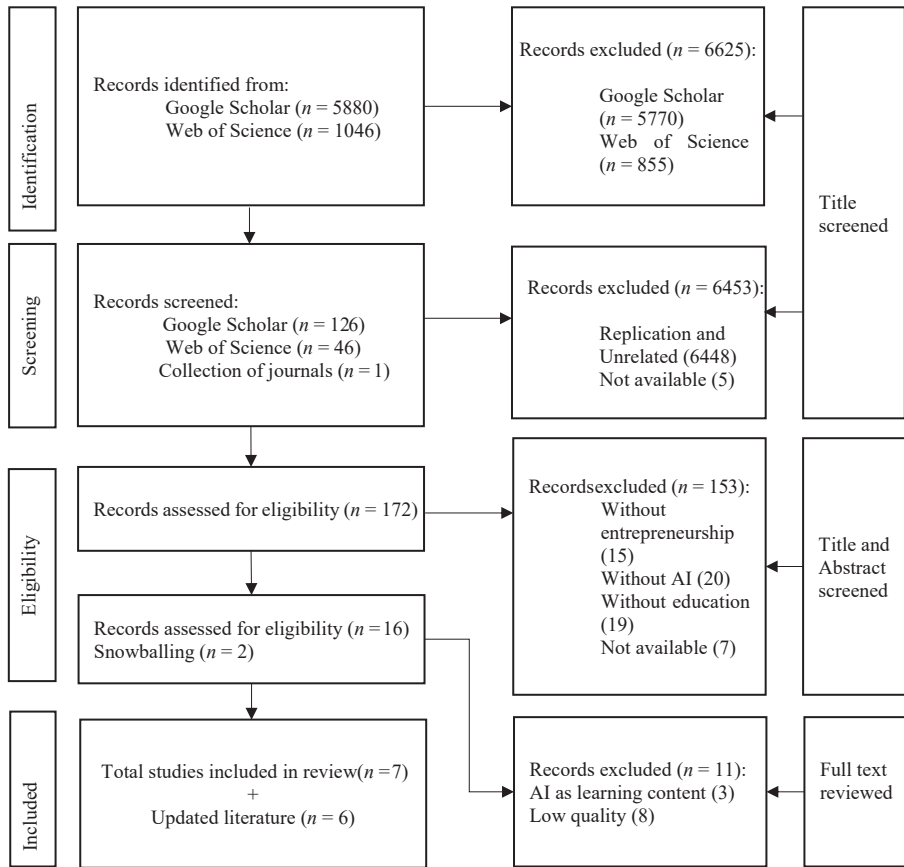 Identification
Records identified from:
Google Scholar (n = 5880)
Web of Science (n = 1046)
Records excluded (n = 6625):
Google Scholar
(n = 5770)
Web of Science
(n = 855)
Title
screened
Screening
Records screened:
Google Scholar (n = 126)
Web of Science (n = 46)
Collection of journals (n = 1)
Records excluded (n = 6453):
Replication and
Unrelated (6448)
Not available (5)
Eligibility
Records assessed for eligibility (n = 172)
Recordsexcluded (n = 153):
Without
entrepreneurship
(15)
Without AI (20)
Without education
(19)
Not available (7)
Title and
Abstract
screened
Records assessed for eligibility (n = 16)
Snowballing (n = 2)
Included
Total studies included in review(n = 7)
+
Updated literature (n = 6)
Records excluded (n = 11):
AI as learning content (3)
Low quality (8)
Full text
reviewed